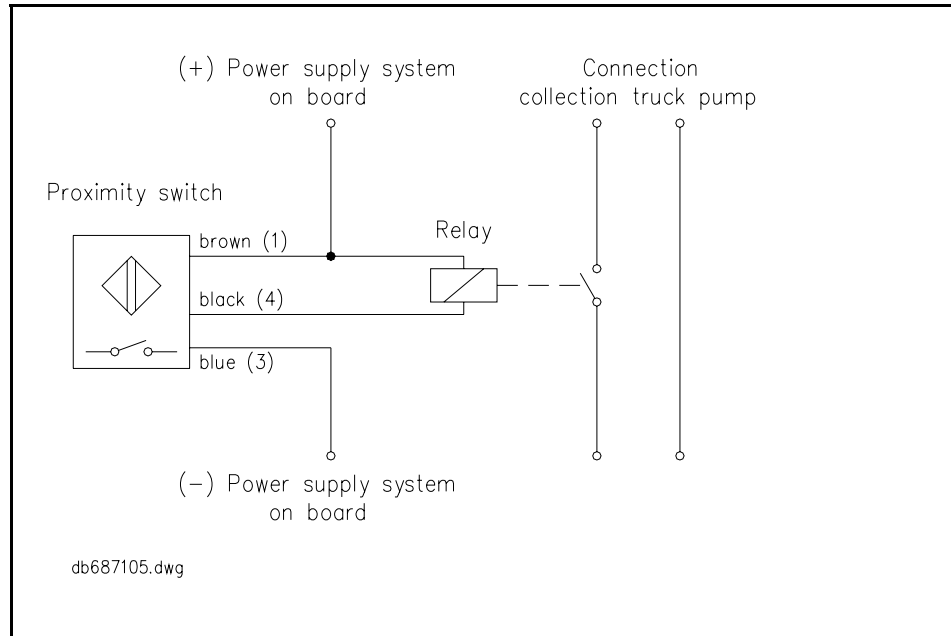 (+) Power supply system
on board
Connection
collection truck pump
Proximity switch
brown (1)
Relay
black (4)
blue (3)
(-) Power supply system
on board
db687105.dwg